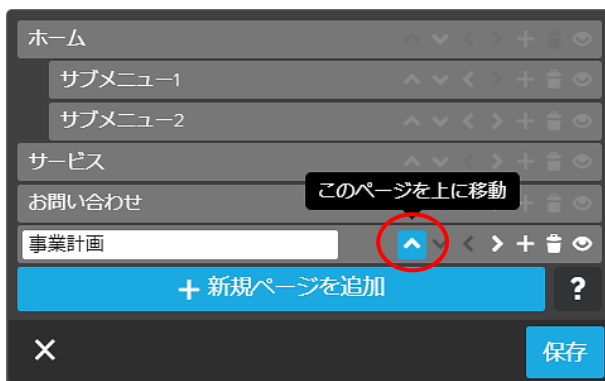 ホーム
サブメニュー1
サブメニュー2
サービス
このページを上に移動
お問い合わせ
事業計画
+ 新規ページを追加 ?
保存